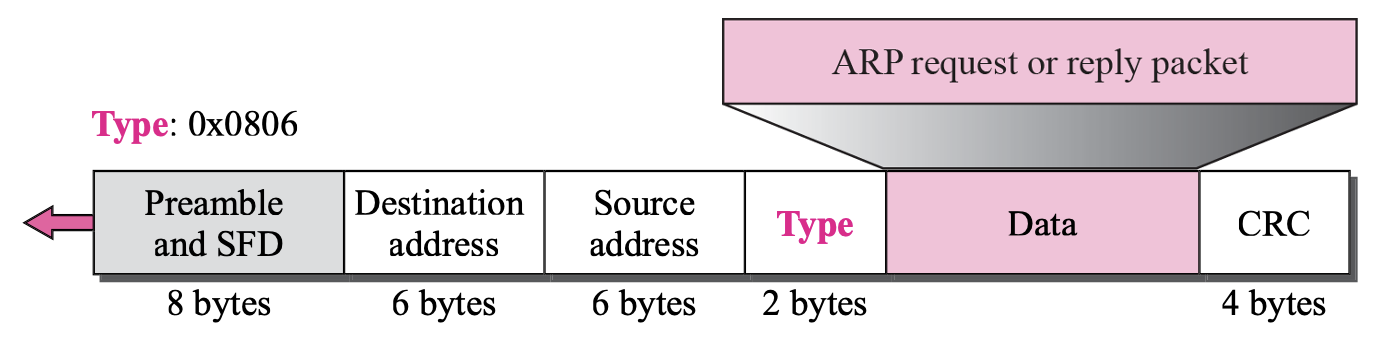 ARP request or reply packet
Type: 0x0806
Preamble and SFD
Destination address
Source address
Type
Data
CRC
8 bytes
6 bytes
6 bytes
2 bytes
4 bytes